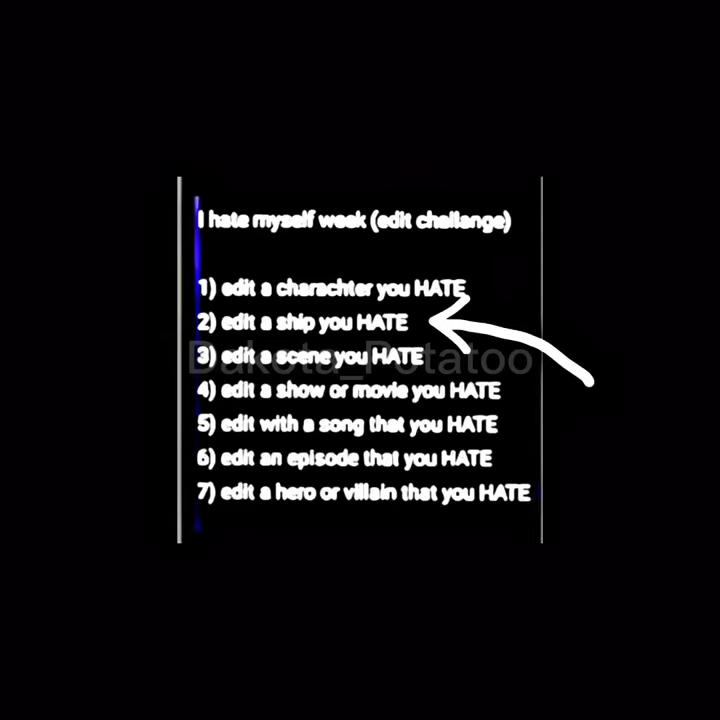 I hate myself week (edit challange)
1) edit a charachter you HATE
2) edit a ship you HATE
3) edit a scene you HATE
Dakota_Potatoo
4) edit a show or movie you HATE
5) edit with a song that you HATE
6) edit an episode that you HATE
7) edit a hero or villain that you HATE